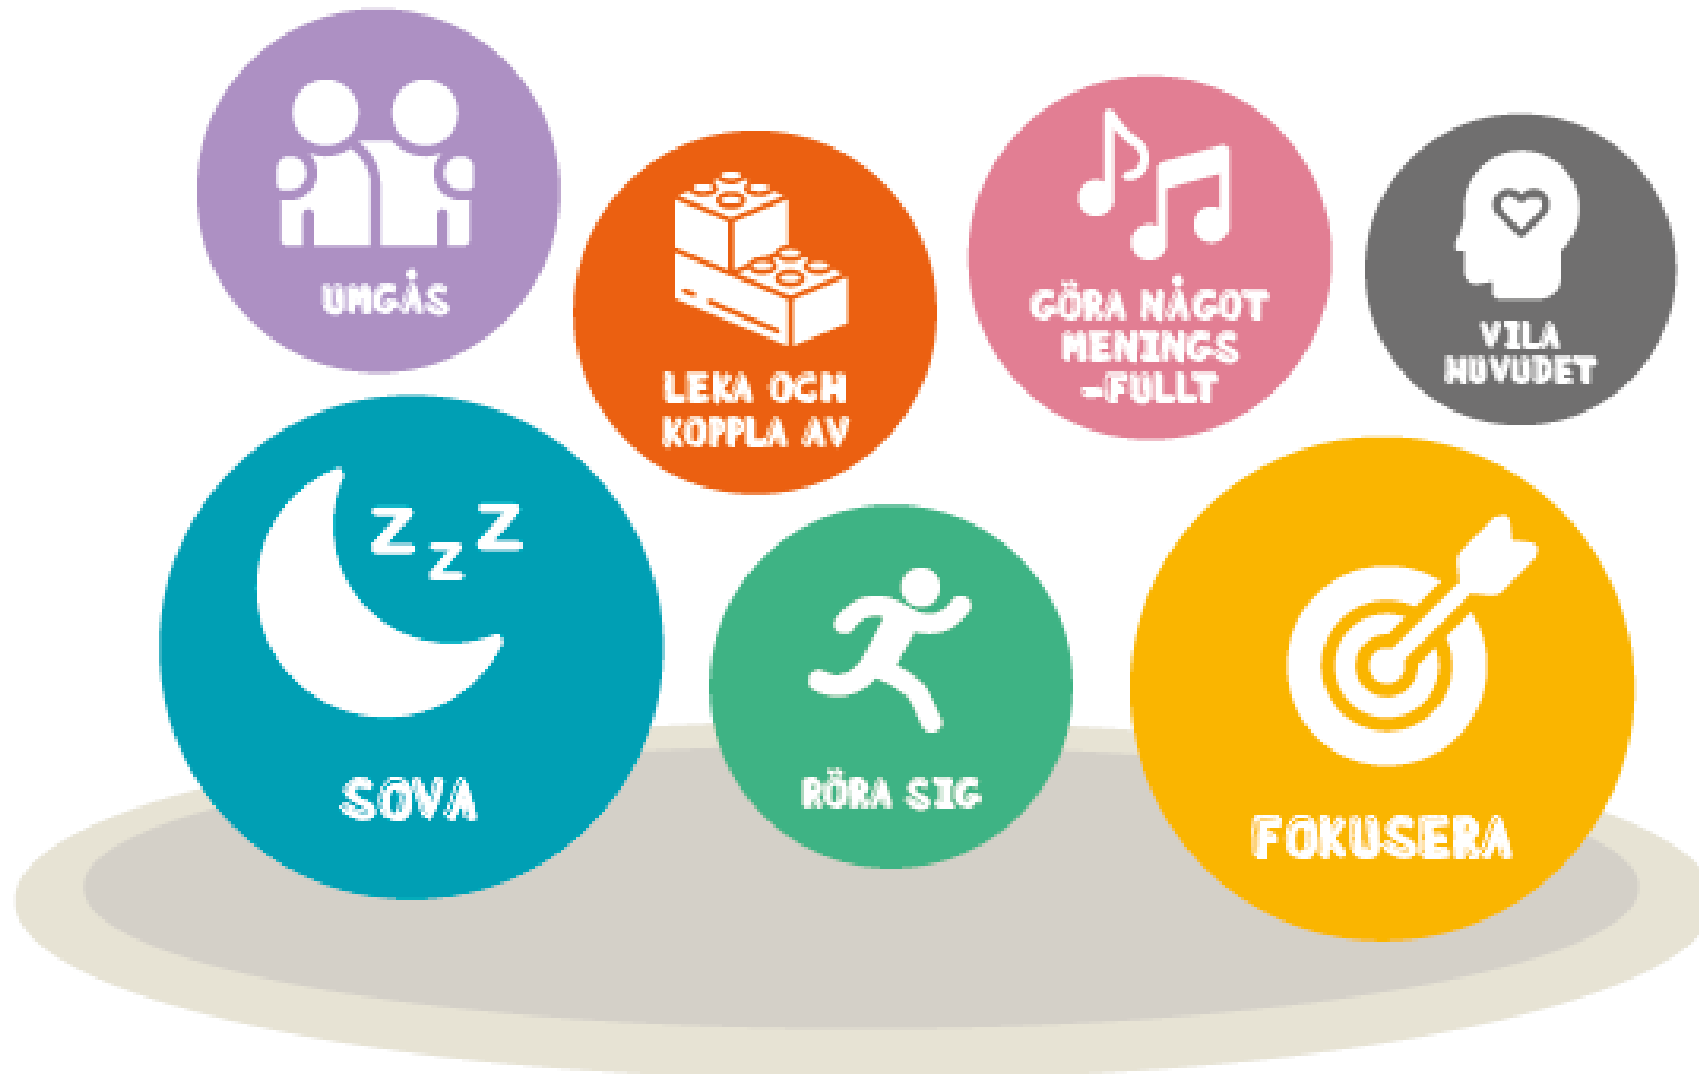 UMGÅS
LEKA OCH
KOPPLA AV
GÖRA NÅGOT
MENINGS
-FULLT
VILA
HUVUDET
Z Z Z
SOVA
RÖRA SIG
FOKUSERA